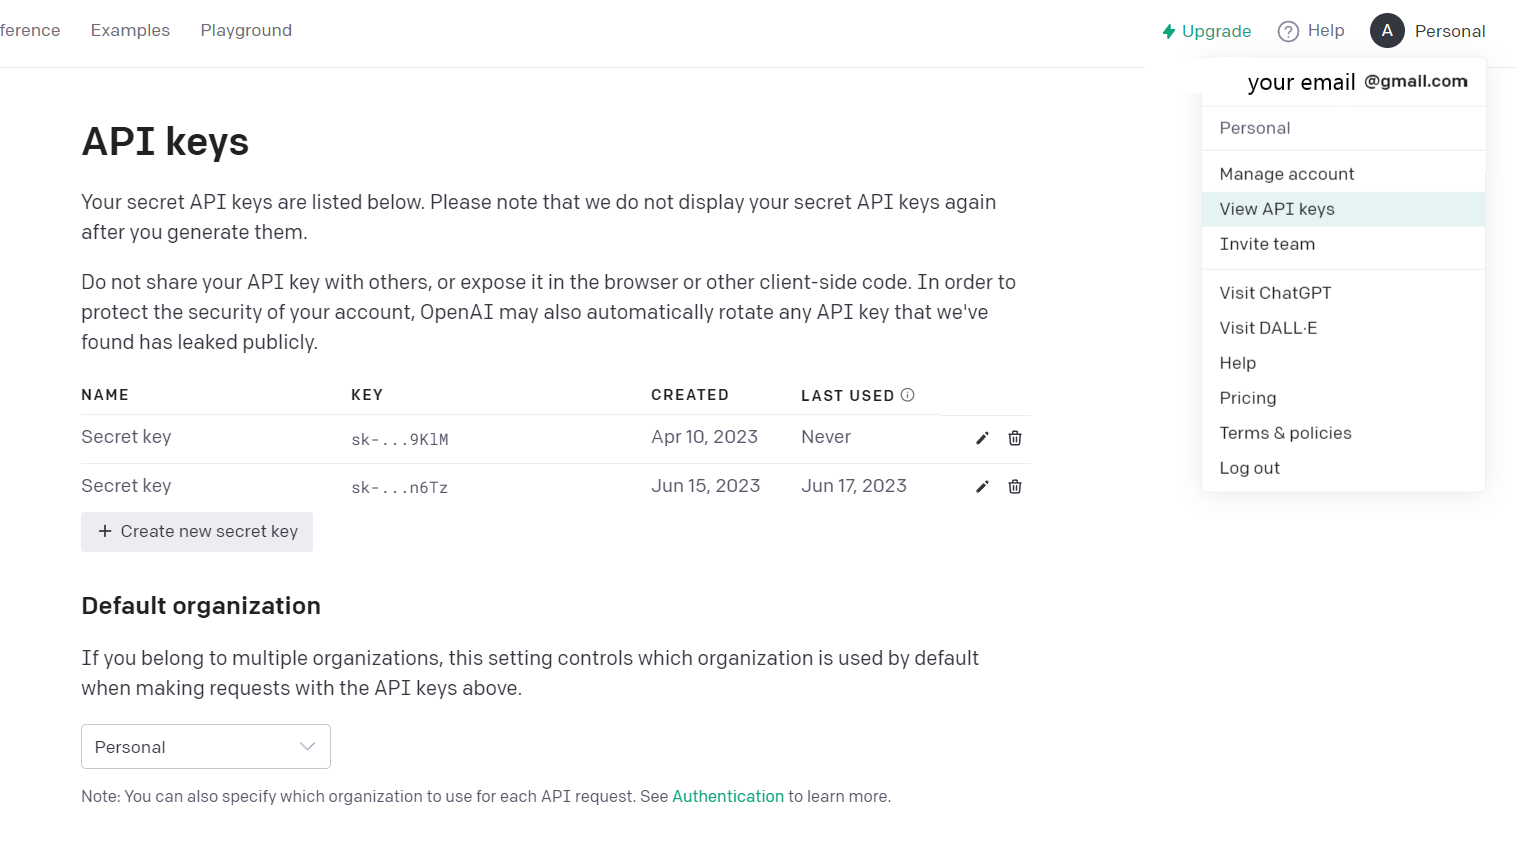 ference Examples Playground Upgrade Help A Personal
your email @gmail.com
Personal
Manage account
View API keys
Invite team
Visit ChatGPT
Visit DALL·E
Help
Pricing
Terms & policies
Log out
API keys
Your secret API keys are listed below. Please note that we do not display your secret API keys again
after you generate them.
Do not share your API key with others, or expose it in the browser or other client-side code. In order to
protect the security of your account, OpenAI may also automatically rotate any API key that we've
found has leaked publicly.
NAME KEY CREATED LAST USED
Secret key sk-...9KlM Apr 10, 2023 Never
Secret key sk-...n6Tz Jun 15, 2023 Jun 17, 2023
+ Create new secret key
Default organization
If you belong to multiple organizations, this setting controls which organization is used by default
when making requests with the API keys above.
Personal
Note: You can also specify which organization to use for each API request. See Authentication to learn more.